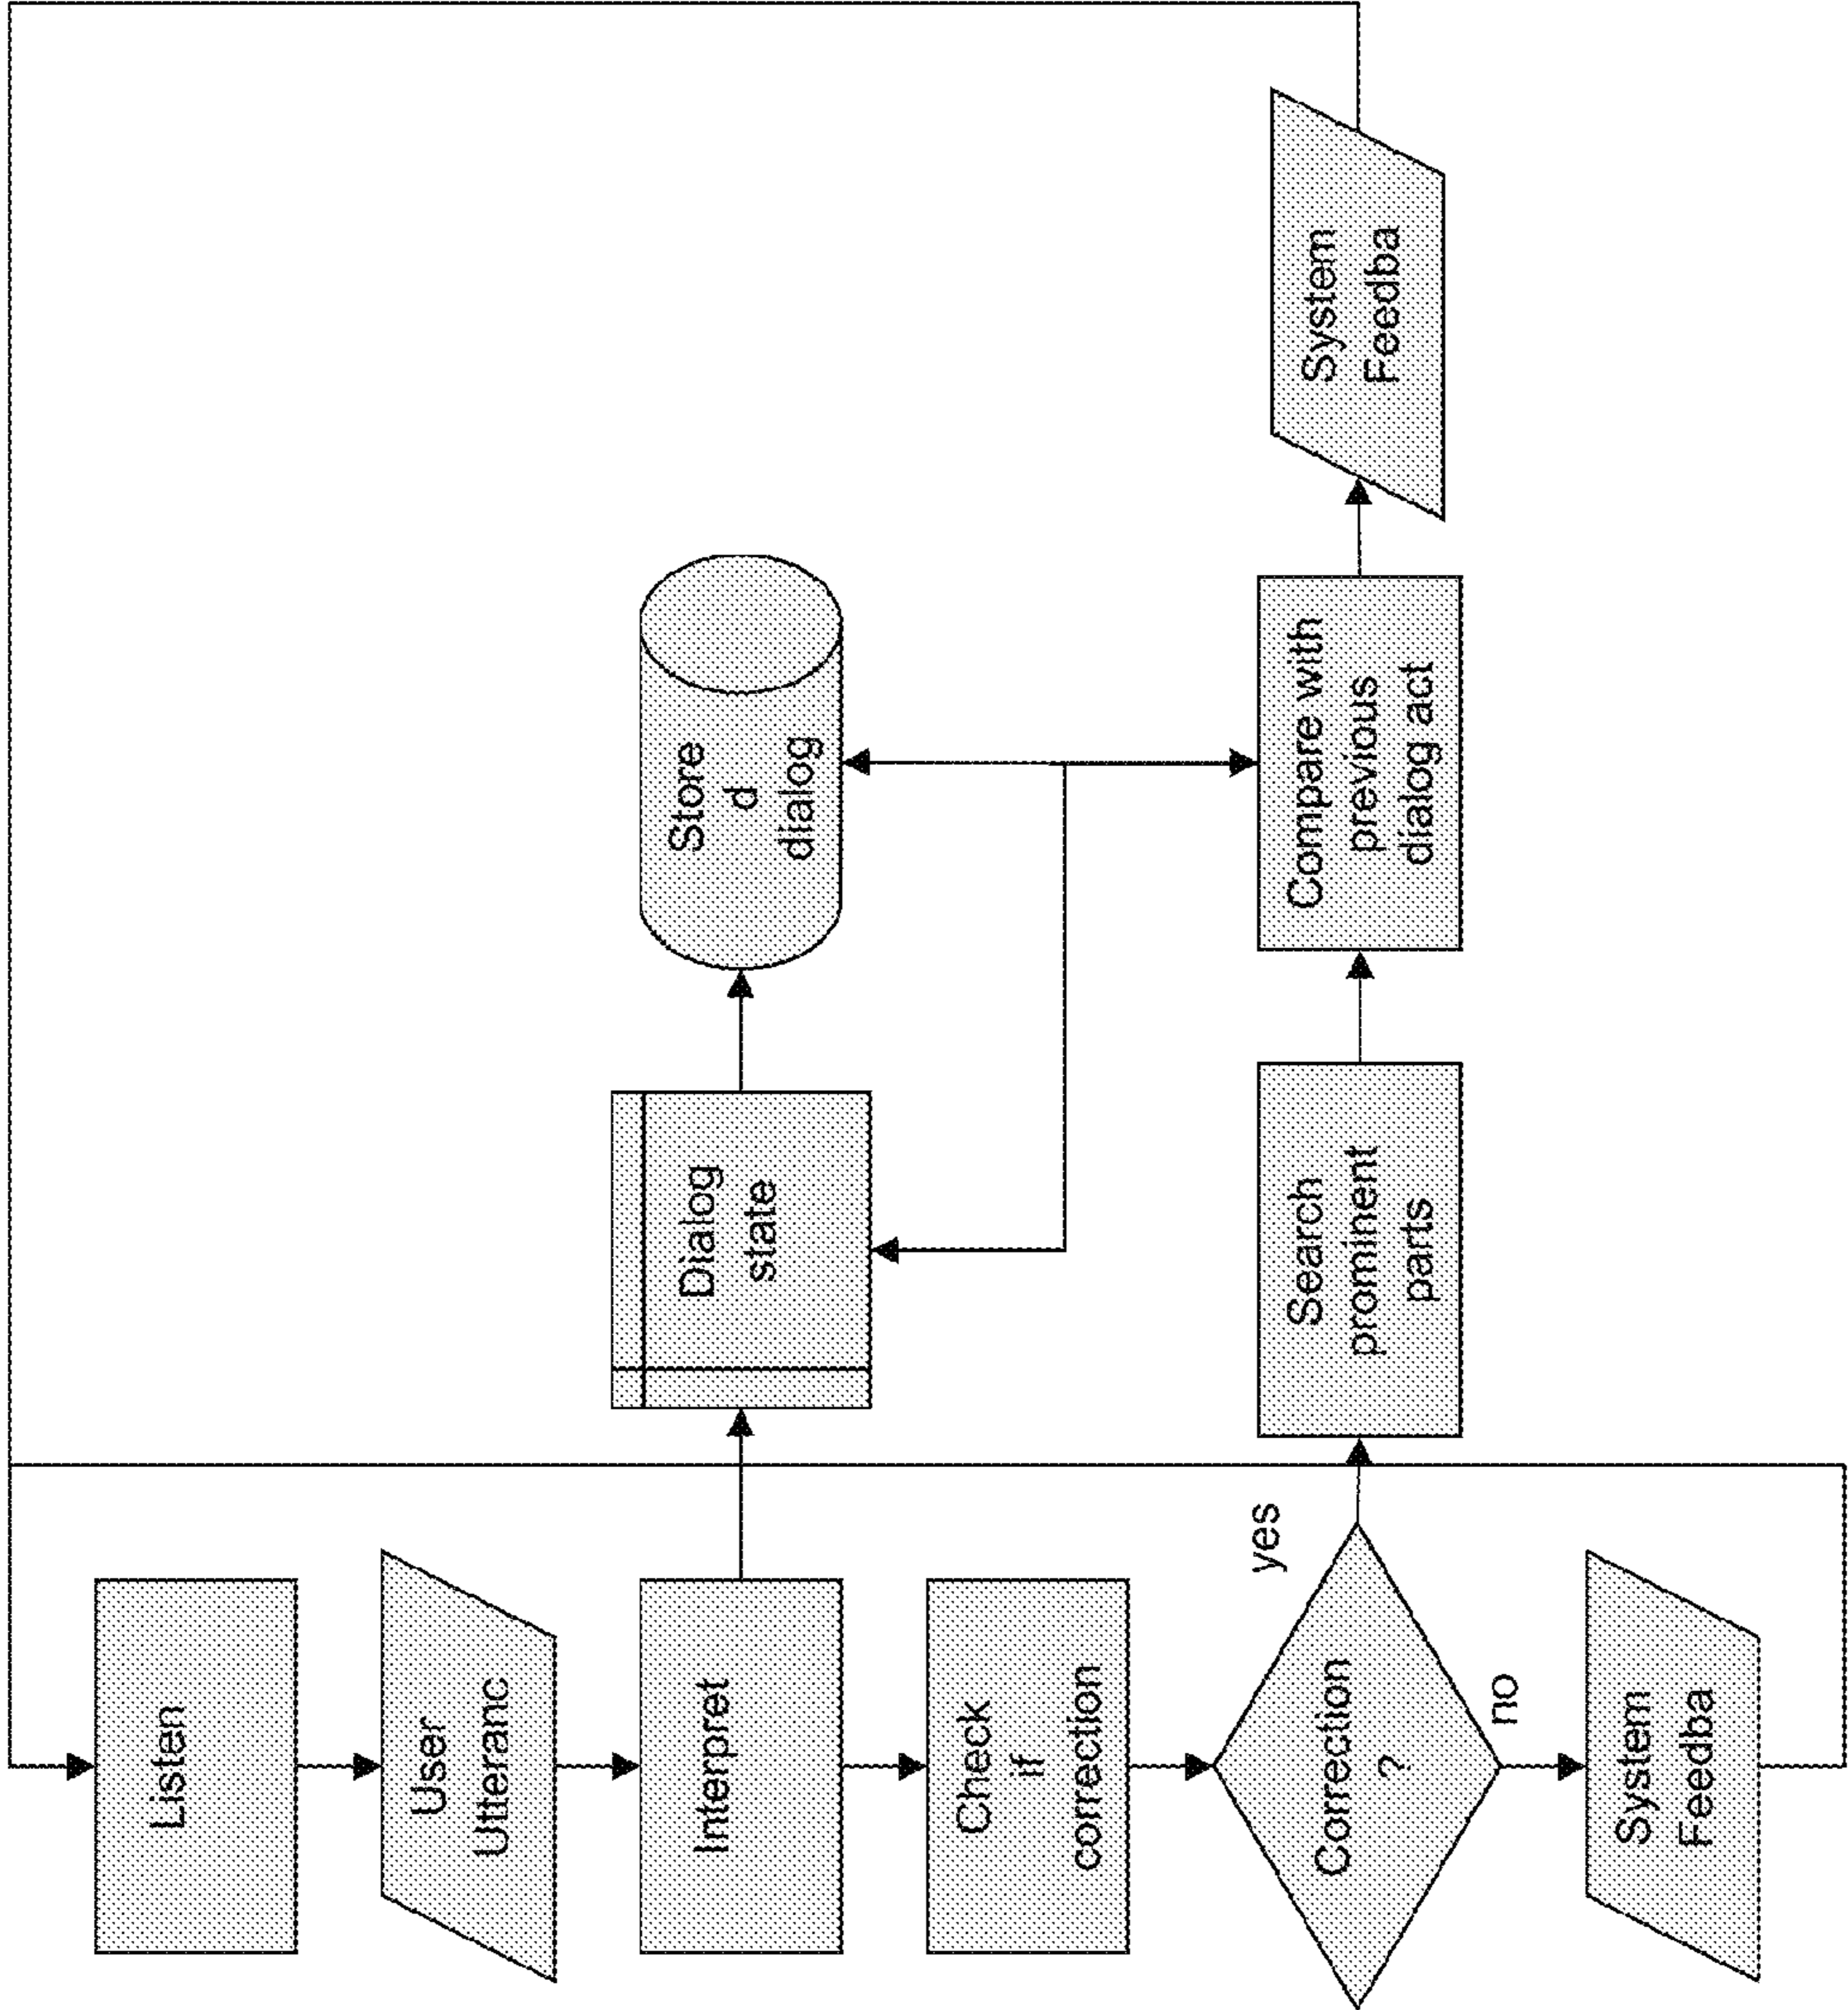 Listen
User
Utteranc
Interpret
Check
if
correction
Correction
?
yes
no
System
Feedba
Dialog
state
Store
d
dialog
Search
prominent
parts
Compare with
previous
dialog act
System
Feedba